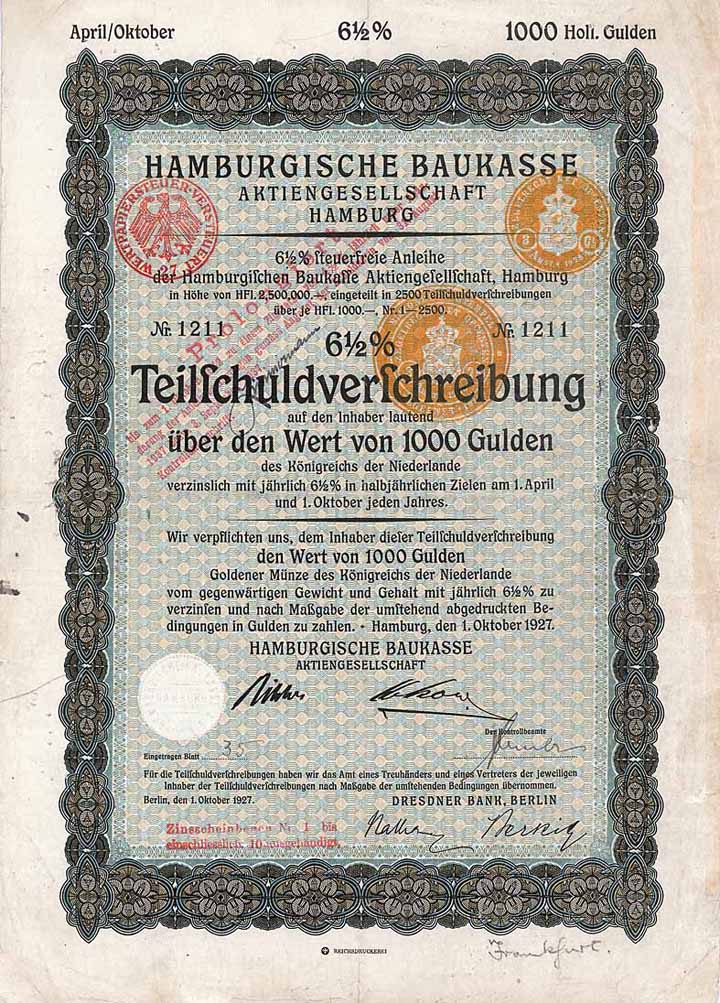 April/Oktober 6½% 1000 Holl. Gulden
HAMBURGISCHE BAUKASSE
AKTIENGESELLSCHAFT
HAMBURG
WERTPAPIERSTEUER VERSTEUERT
6½% ſteuerfreie Anleihe
der Hamburgiſchen Baukaſſe Aktiengeſellſchaft, Hamburg
in Höhe von HFl. 2,500,000.—, eingeteilt in 2500 Teilſchuldverſchreibungen
über je HFl. 1000.—, Nr. 1—2500.
Nr. 1211 Nr. 1211
6½%
Teilſchuldverſchreibung
auf den Inhaber lautend
über den Wert von 1000 Gulden
des Königreichs der Niederlande
verzinslich mit jährlich 6½% in halbjährlichen Zielen am 1. April
und 1. Oktober jeden Jahres.
Wir verpflichten uns, dem Inhaber dieſer Teilſchuldverſchreibung
den Wert von 1000 Gulden
Goldener Münze des Königreichs der Niederlande
vom gegenwärtigen Gewicht und Gehalt mit jährlich 6½% zu
verzinſen und nach Maßgabe der umſtehend abgedruckten Be-
dingungen in Gulden zu zahlen. • Hamburg, den 1. Oktober 1927.
HAMBURGISCHE BAUKASSE
AKTIENGESELLSCHAFT
Der Kontrollbeamte
Eingetragen Blatt 35
Für die Teilſchuldverſchreibungen haben wir das Amt eines Treuhänders und eines Vertreters der jeweiligen
Inhaber der Teilſchuldverſchreibungen nach Maßgabe der umſtehenden Bedingungen übernommen.
Berlin, den 1. Oktober 1927. DRESDNER BANK, BERLIN
Zinsscheinbogen Nr. 1 bis
einschliesslich 10 ausgehändigt.
REICHSDRUCKEREI
Frankfurt.